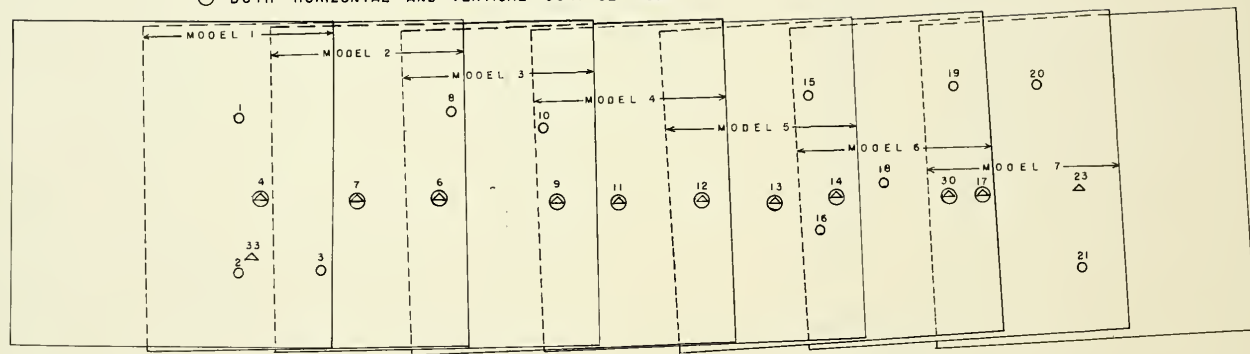 BOTH HORIZONTAL AND VERTICAL
MODEL 1
MODEL 2
MODEL 3
MODEL 4
MODEL 5
MODEL 6
MODEL 7
1
8
10
15
19
20
4
7
6
9
11
12
13
14
18
30
17
23
16
2
33
3
21